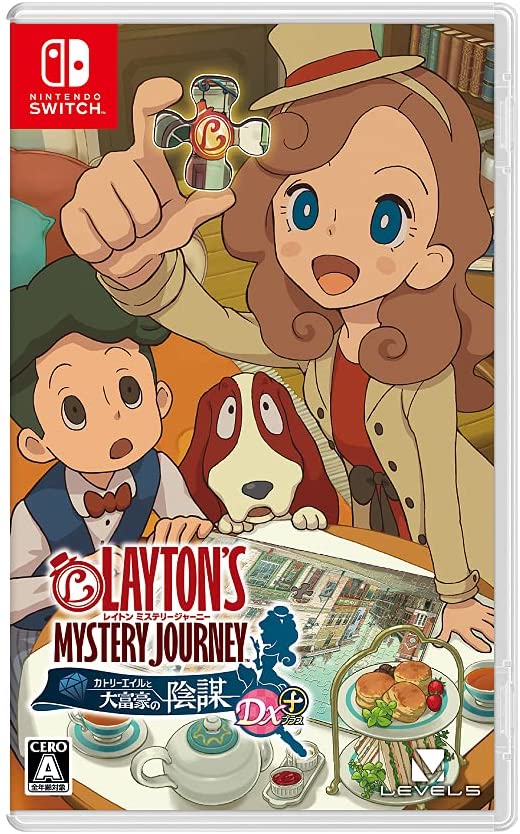 NINTENDO
SWITCH™
LAYTON'S
レイトン ミステリージャーニー
MYSTERY JOURNEY
カトリーエイルと
大富豪の陰謀
DX+
プラス
CERO
A
全年齢対象
LEVEL5